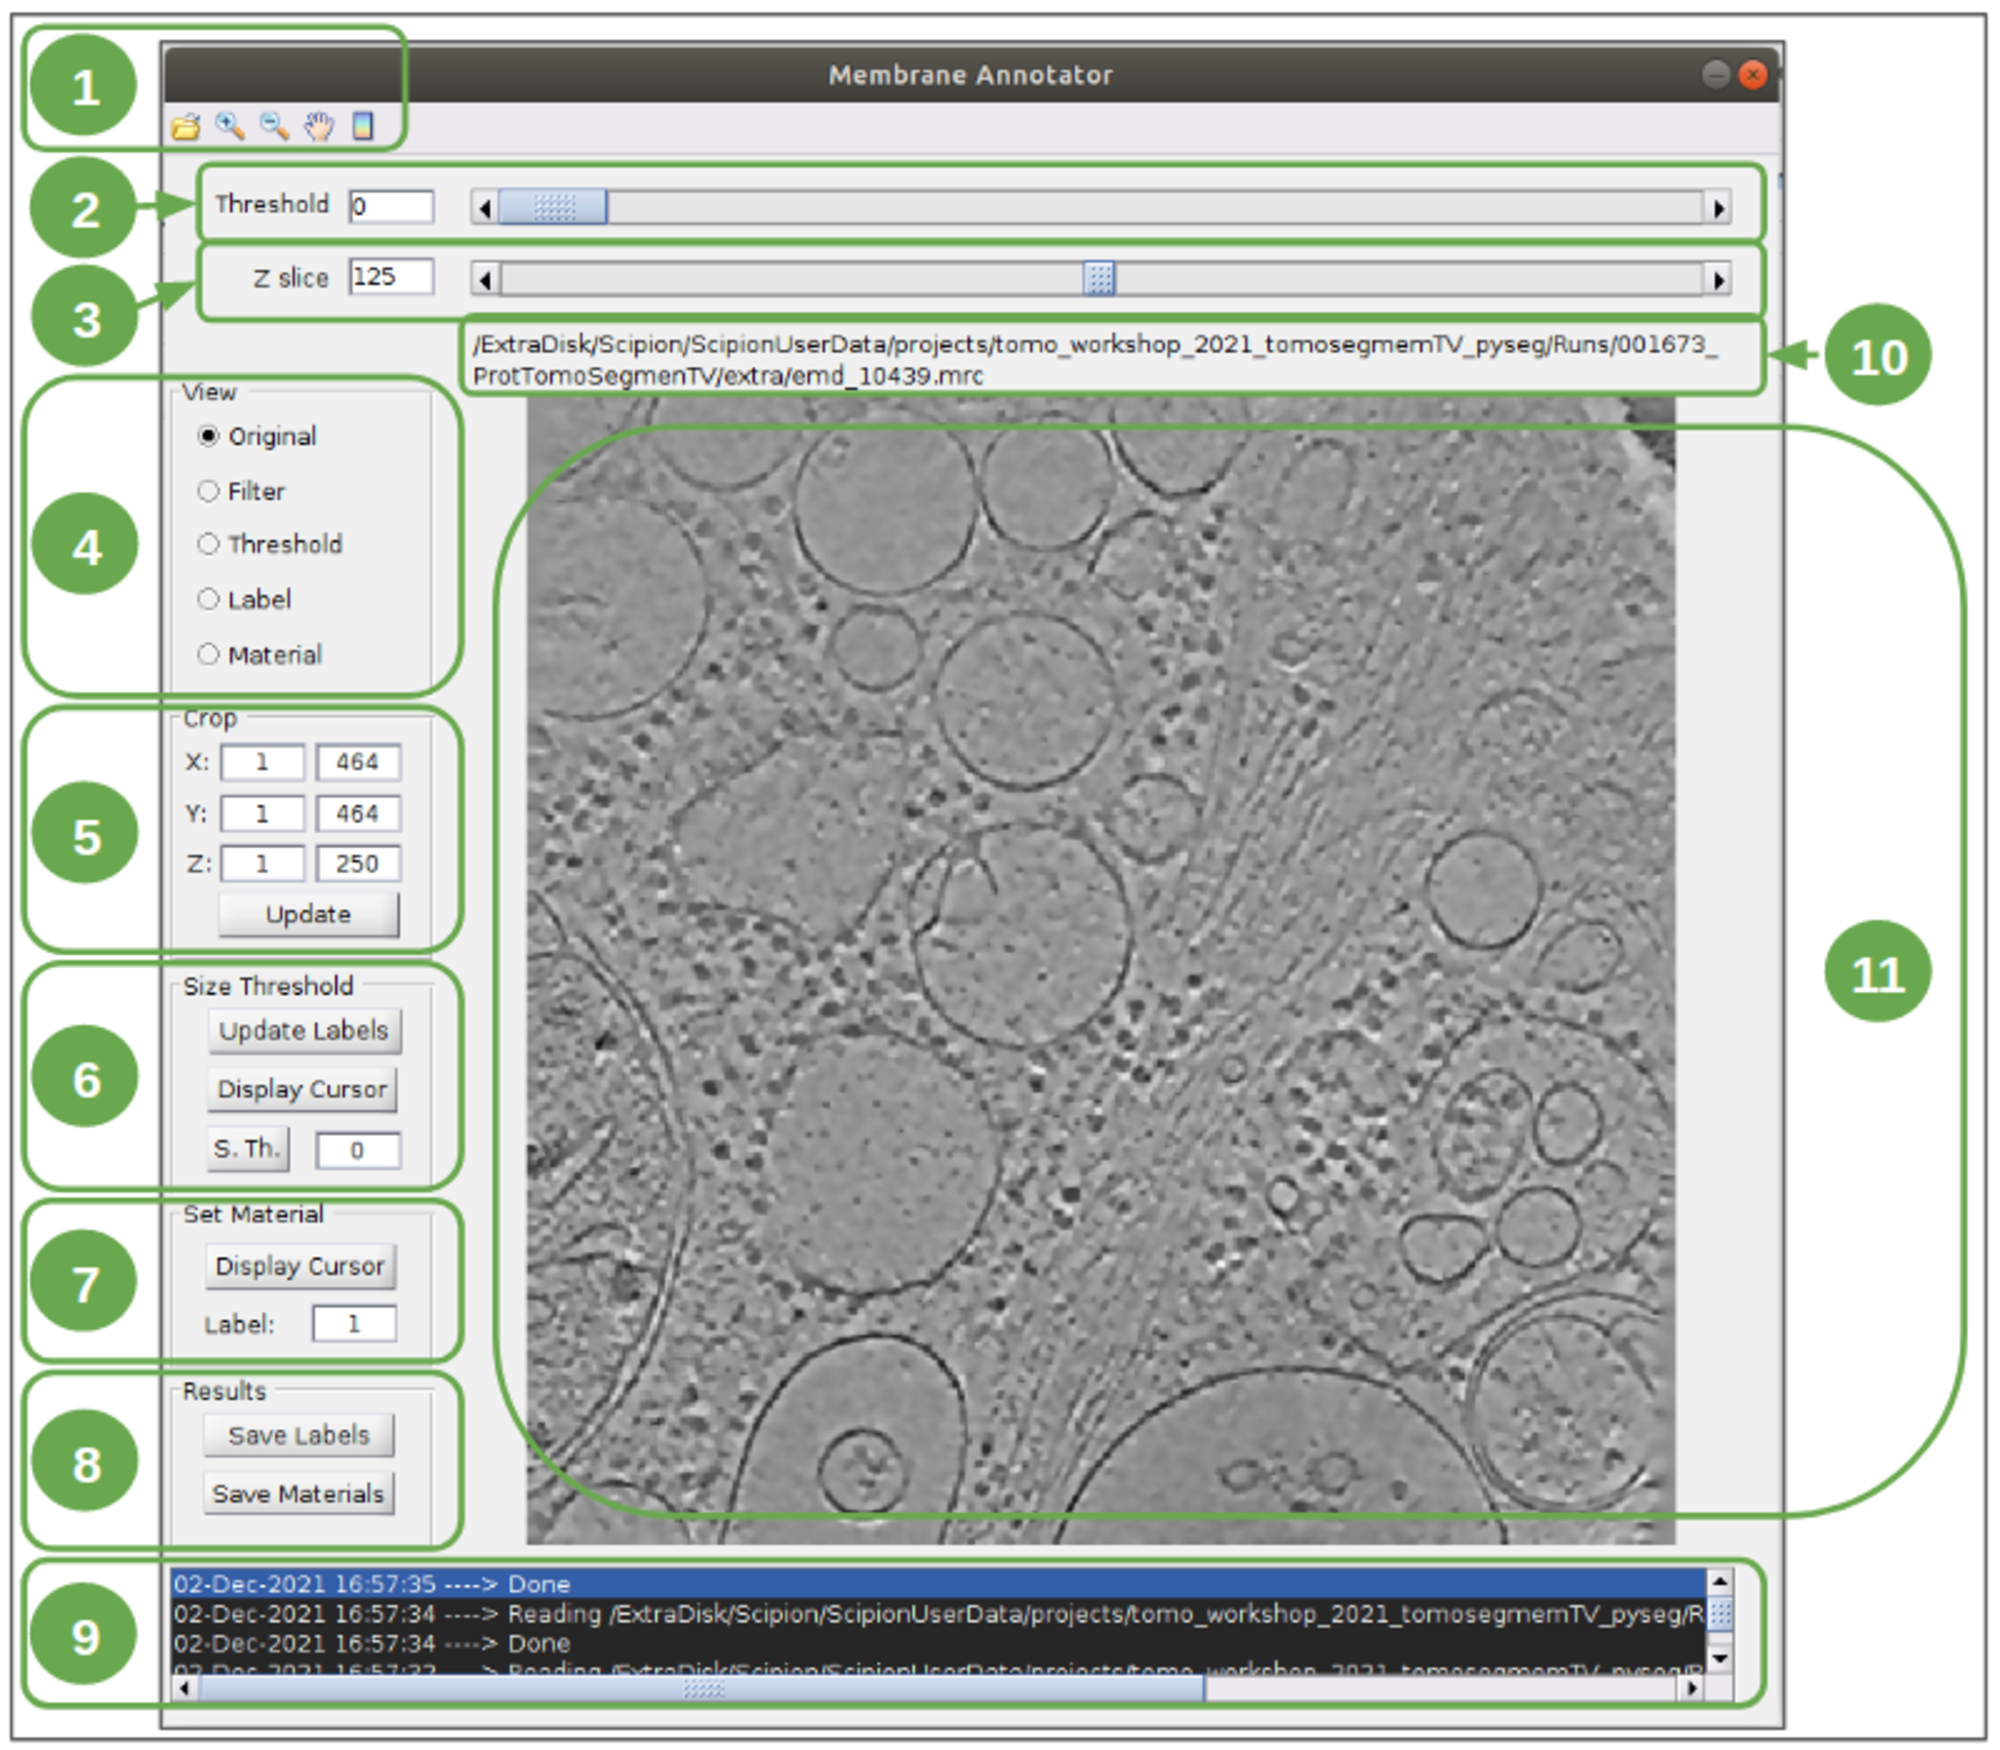 1
Membrane Annotator
2
Threshold 0
3
Z slice 125
/ExtraDisk/Scipion/ScipionUserData/projects/tomo_workshop_2021_tomosegmemTV_pyseg/Runs/001673_
ProtTomoSegmenTV/extra/emd_10439.mrc
10
View
Original
Filter
4
Threshold
Label
Material
Crop
X: 1 464
Y: 1 464
5
Z: 1 250
Update
11
Size Threshold
Update Labels
6
Display Cursor
S. Th. 0
Set Material
7
Display Cursor
Label: 1
Results
8
Save Labels
Save Materials
9
02-Dec-2021 16:57:35 ----> Done
02-Dec-2021 16:57:34 ----> Reading /ExtraDisk/Scipion/ScipionUserData/projects/tomo_workshop_2021_tomosegmemTV_pyseg/R
02-Dec-2021 16:57:34 ----> Done